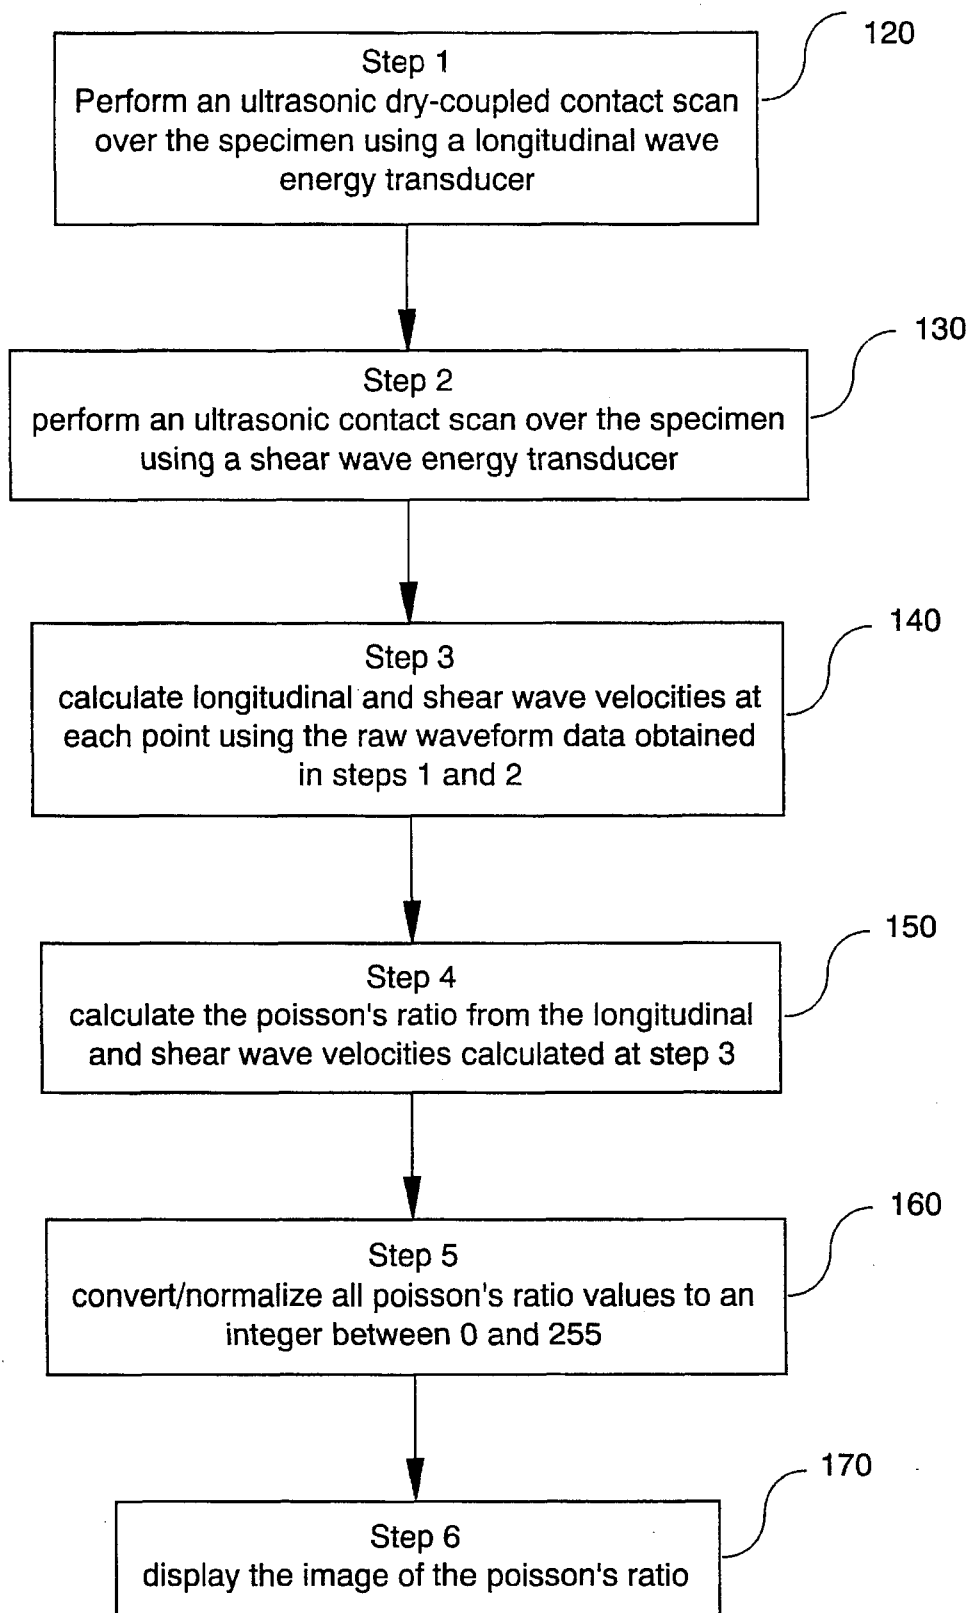 120
Step 1
Perform an ultrasonic dry-coupled contact scan
over the specimen using a longitudinal wave
energy transducer
130
Step 2
perform an ultrasonic contact scan over the specimen
using a shear wave energy transducer
140
Step 3
calculate longitudinal and shear wave velocities at
each point using the raw waveform data obtained
in steps 1 and 2
150
Step 4
calculate the poisson's ratio from the longitudinal
and shear wave velocities calculated at step 3
160
Step 5
convert/normalize all poisson's ratio values to an
integer between 0 and 255
170
Step 6
display the image of the poisson's ratio